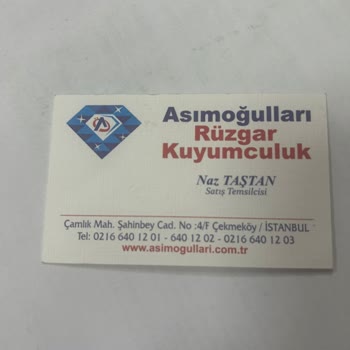 Asımoğulları
Rüzgar
Kuyumculuk
Naz TAŞTAN
Satış Temsilcisi
Çamlık Mah. Şahinbey Cad. No :4/F Çekmeköy / İSTANBUL
Tel: 0216 640 12 01 - 640 12 02 - 0216 640 12 03
www.asimogullari.com.tr